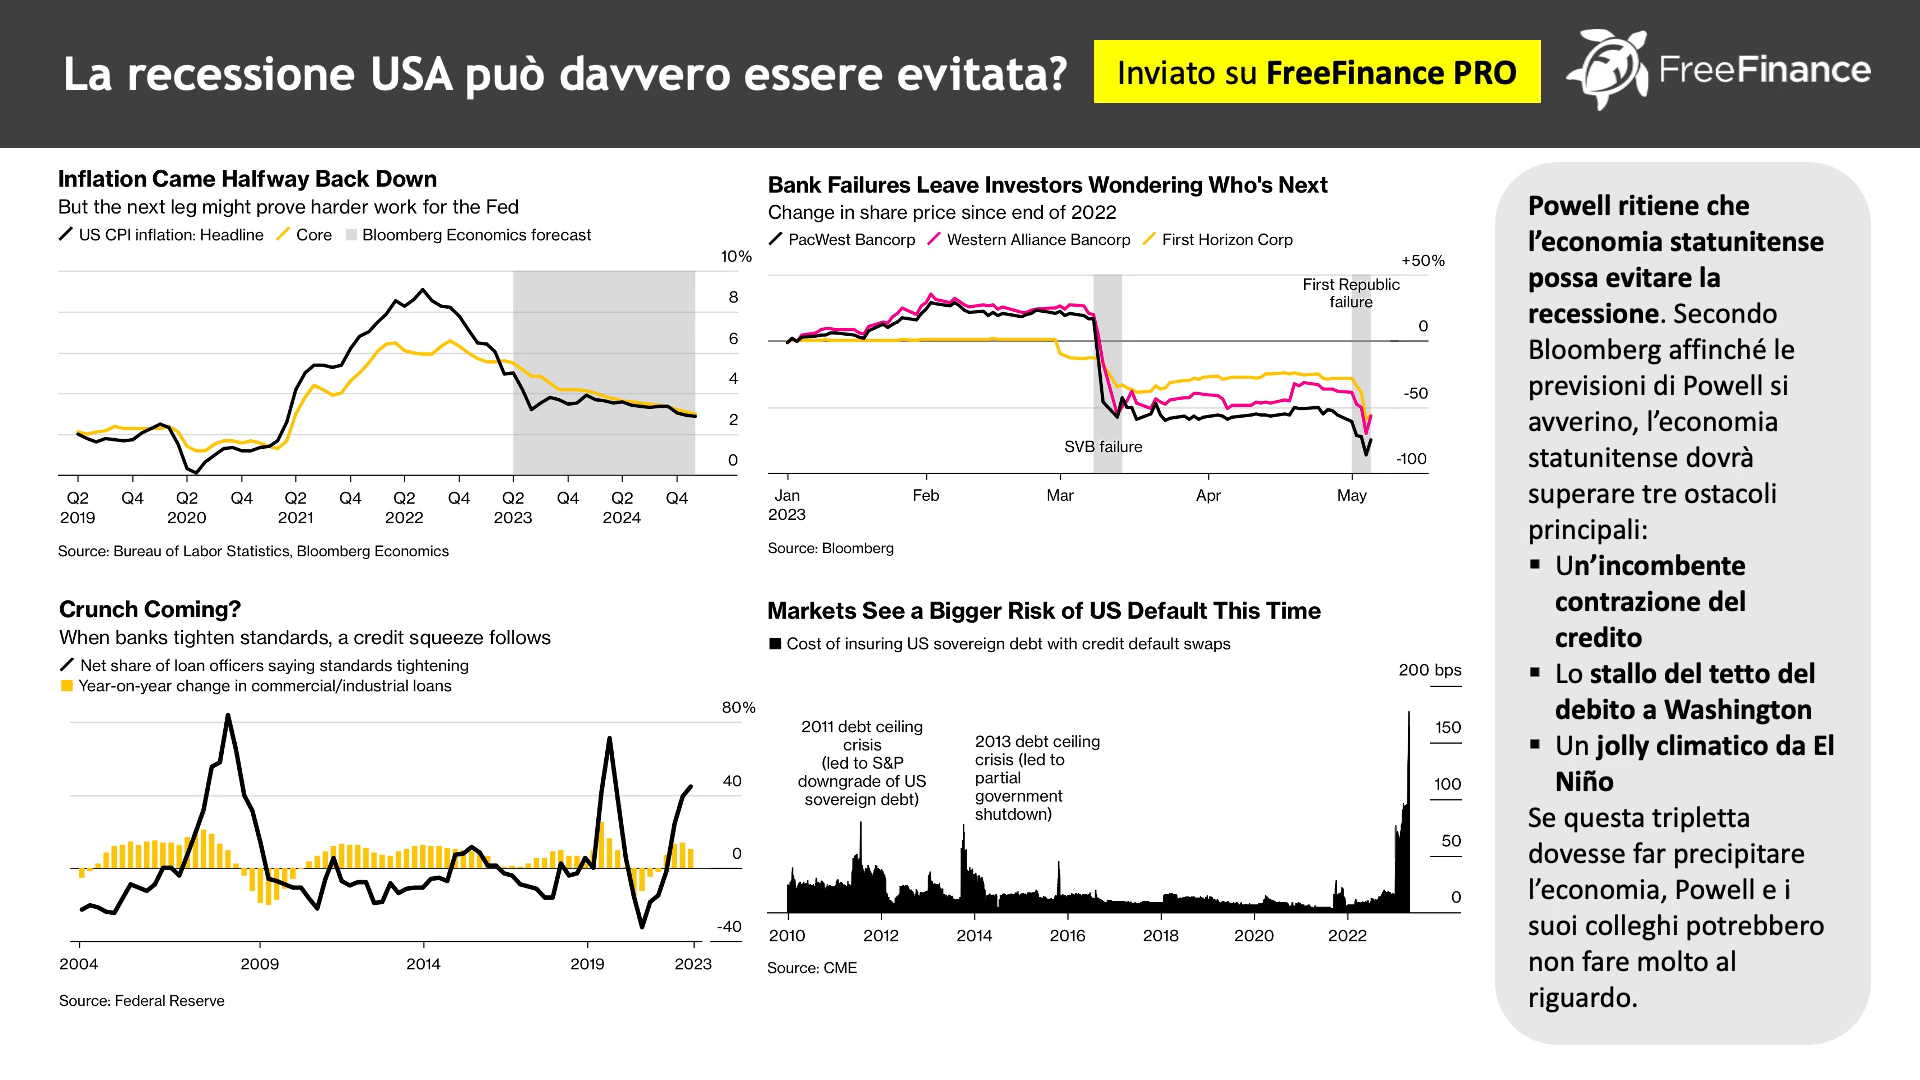 La recessione USA può davvero essere evitata?
Inviato su FreeFinance PRO
FreeFinance
Inflation Came Halfway Back Down
But the next leg might prove harder work for the Fed
US CPI inflation: Headline Core Bloomberg Economics forecast
10%
8
6
4
2
0
Q2 Q4 Q2 Q4 Q2 Q4 Q2 Q4 Q2 Q4 Q2 Q4
2019 2020 2021 2022 2023 2024
Source: Bureau of Labor Statistics, Bloomberg Economics
Bank Failures Leave Investors Wondering Who's Next
Change in share price since end of 2022
PacWest Bancorp Western Alliance Bancorp First Horizon Corp
+50%
First Republic
failure
0
-50
SVB failure
-100
Jan Feb Mar Apr May
2023
Source: Bloomberg
Crunch Coming?
When banks tighten standards, a credit squeeze follows
Net share of loan officers saying standards tightening
Year-on-year change in commercial/industrial loans
80%
40
0
-40
2004 2009 2014 2019 2023
Source: Federal Reserve
Markets See a Bigger Risk of US Default This Time
Cost of insuring US sovereign debt with credit default swaps
200 bps
150
100
50
0
2011 debt ceiling
crisis
(led to S&P
downgrade of US
sovereign debt)
2013 debt ceiling
crisis (led to
partial
government
shutdown)
2010 2012 2014 2016 2018 2020 2022
Source: CME
Powell ritiene che
l’economia statunitense
possa evitare la
recessione. Secondo
Bloomberg affinché le
previsioni di Powell si
avverino, l’economia
statunitense dovrà
superare tre ostacoli
principali:
▪ Un’incombente
contrazione del
credito
▪ Lo stallo del tetto del
debito a Washington
▪ Un jolly climatico da El
Niño
Se questa tripletta
dovesse far precipitare
l’economia, Powell e i
suoi colleghi potrebbero
non fare molto al
riguardo.